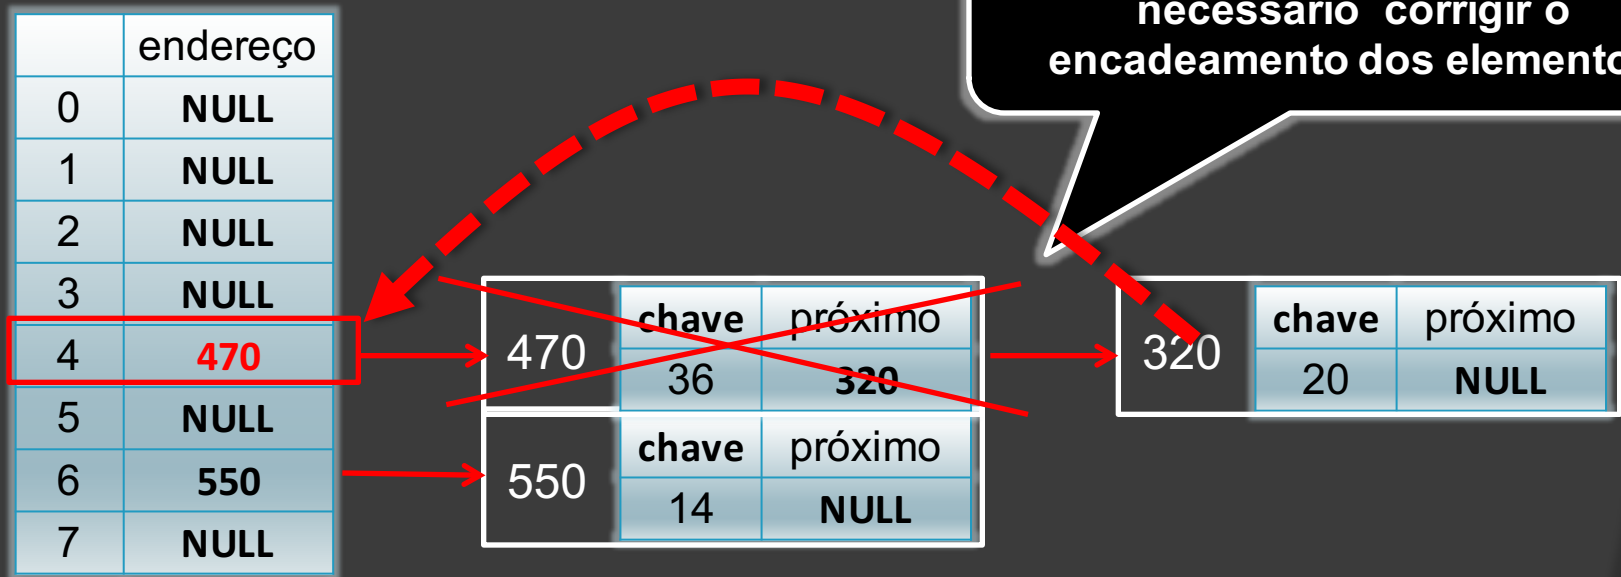 necessário corrigir o
encadeamento dos elemento
endereço
0 NULL
1 NULL
2 NULL
3 NULL
4 470
5 NULL
6 550
7 NULL
470
chave próximo
36 320
320
chave próximo
20 NULL
550
chave próximo
14 NULL